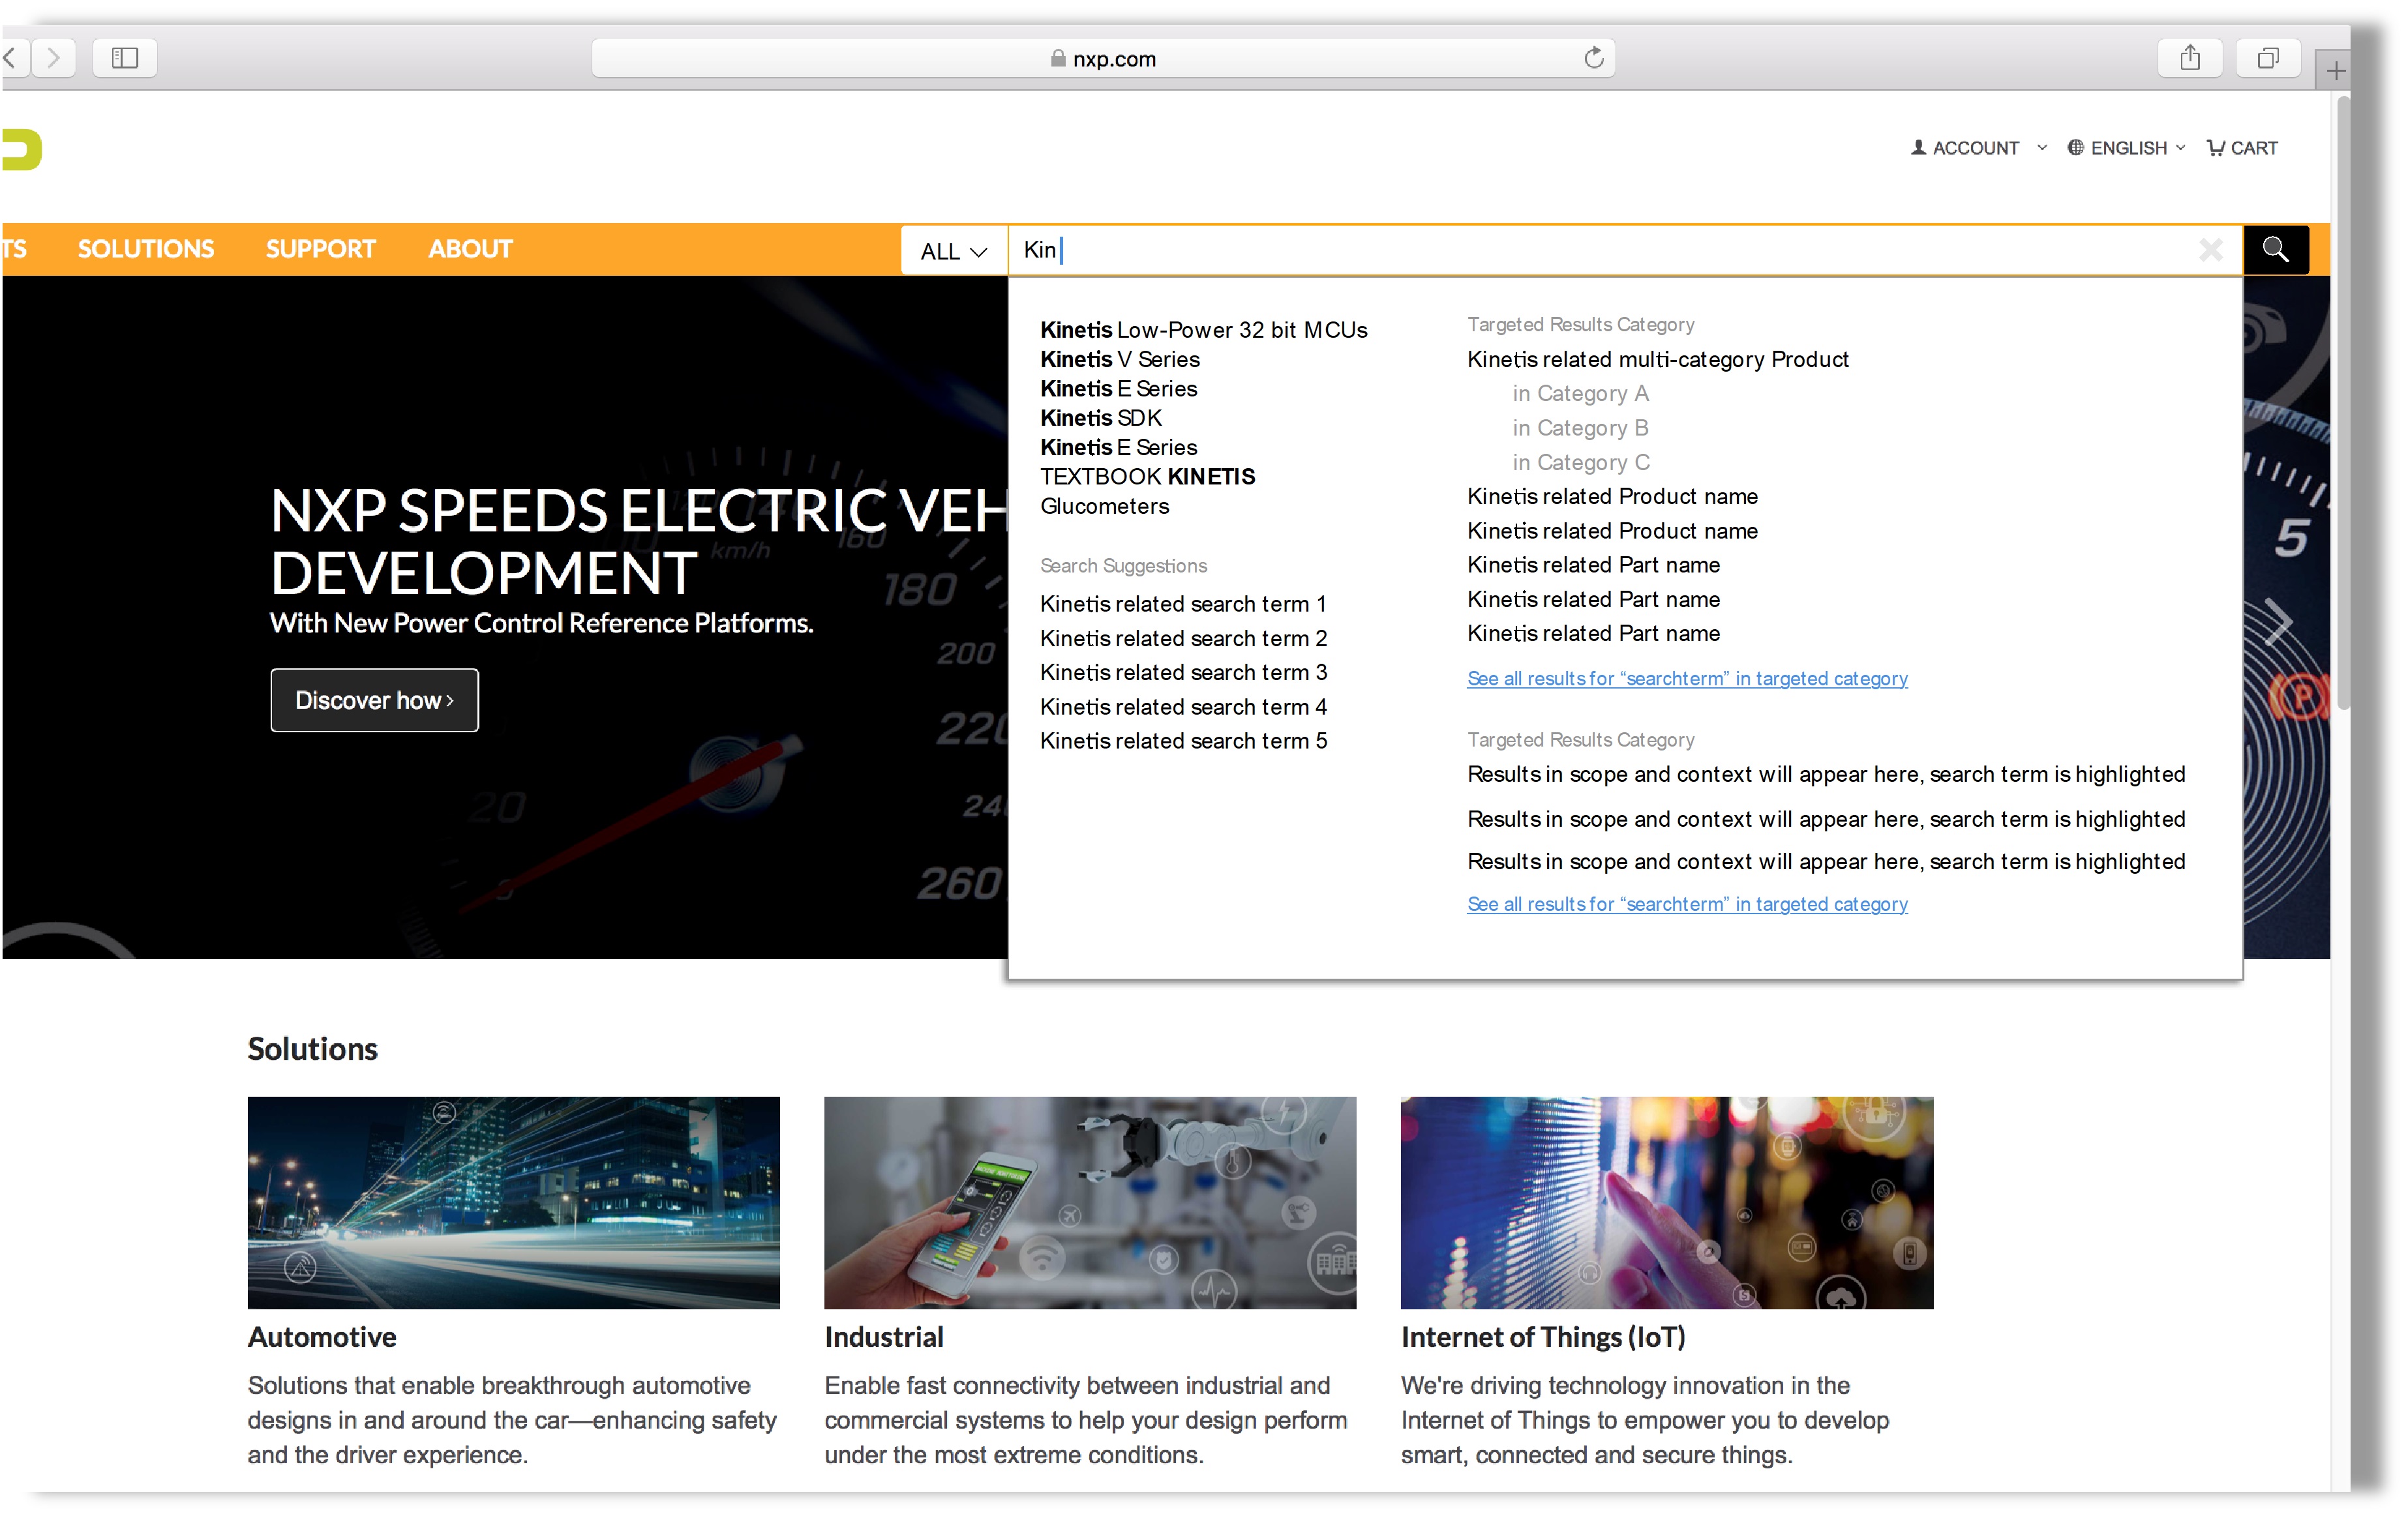 nxp.com
ACCOUNT
ENGLISH
CART
TS
SOLUTIONS
SUPPORT
ABOUT
ALL
Kin
Kinetis Low-Power 32 bit MCUs
Kinetis V Series
Kinetis E Series
Kinetis SDK
Kinetis E Series
TEXTBOOK KINETIS
Glucometers
Search Suggestions
Kinetis related search term 1
Kinetis related search term 2
Kinetis related search term 3
Kinetis related search term 4
Kinetis related search term 5
Targeted Results Category
Kinetis related multi-category Product
in Category A
in Category B
in Category C
Kinetis related Product name
Kinetis related Product name
Kinetis related Part name
Kinetis related Part name
Kinetis related Part name
See all results for “searchterm” in targeted category
Targeted Results Category
Results in scope and context will appear here, search term is highlighted
Results in scope and context will appear here, search term is highlighted
Results in scope and context will appear here, search term is highlighted
See all results for “searchterm” in targeted category
NXP SPEEDS ELECTRIC VEH
DEVELOPMENT
With New Power Control Reference Platforms.
Discover how ›
km/h
140
160
180
200
220
240
260
20
0
5
P
Solutions
Automotive
Solutions that enable breakthrough automotive
designs in and around the car—enhancing safety
and the driver experience.
Industrial
Enable fast connectivity between industrial and
commercial systems to help your design perform
under the most extreme conditions.
Internet of Things (IoT)
We're driving technology innovation in the
Internet of Things to empower you to develop
smart, connected and secure things.